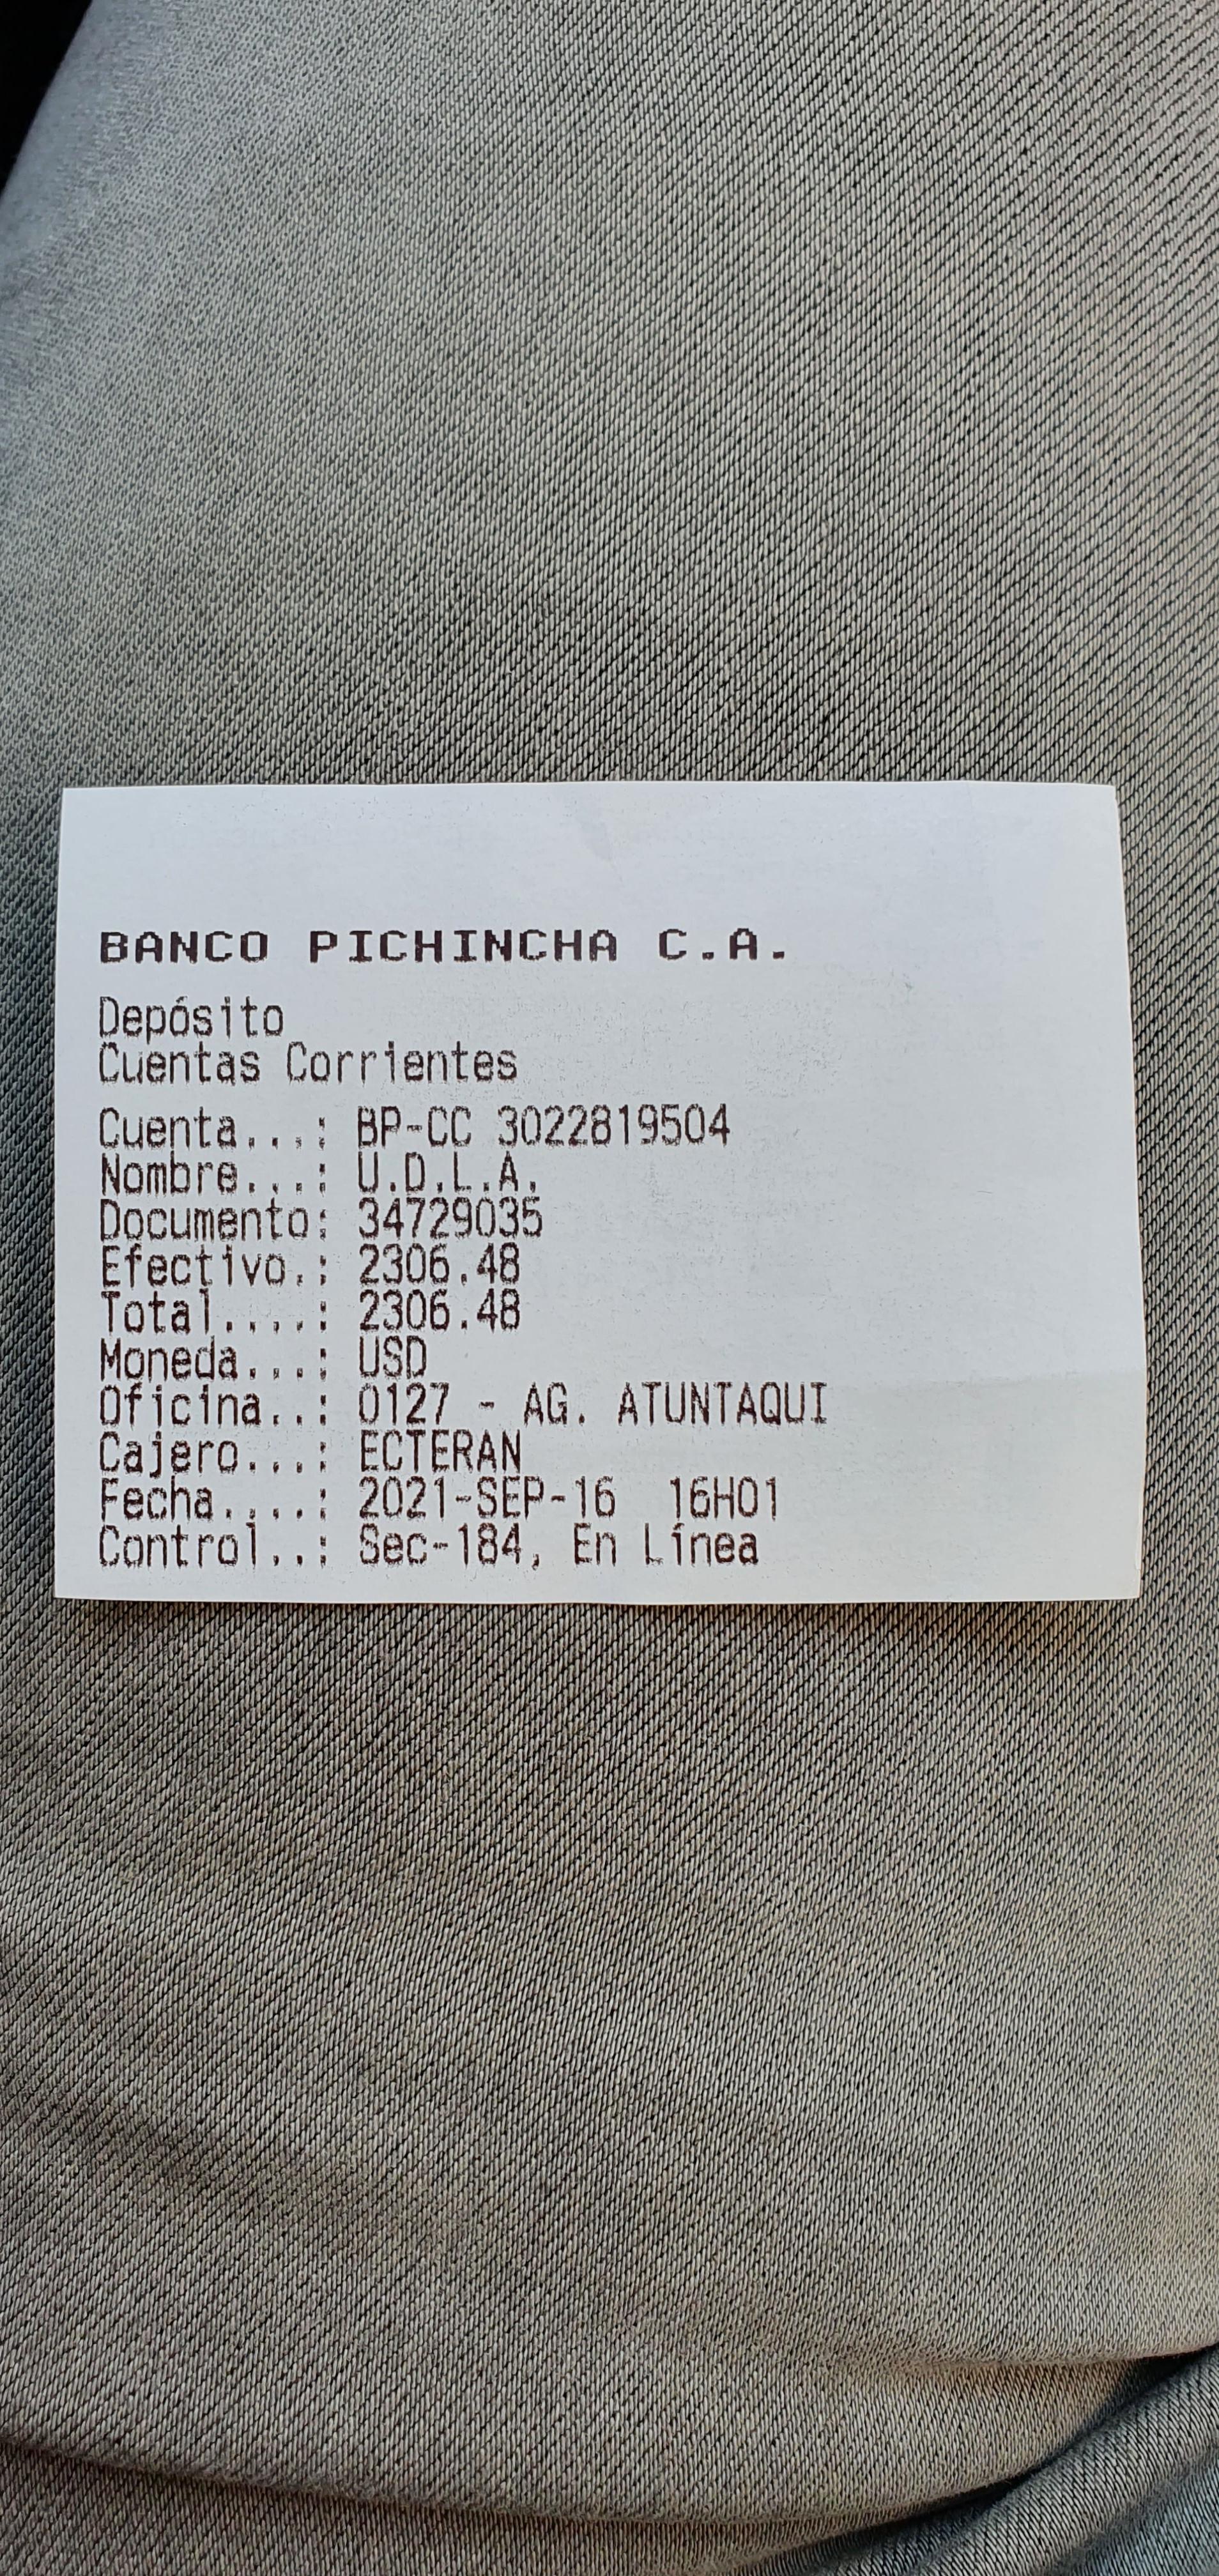 BANCO PICHINCHA C.A.
Depósito
Cuentas Corrientes
Cuenta...: BP-CC 3022819504
Nombre...: U.D.L.A.
Documento: 34729035
Efectivo.: 2306.48
Total....: 2306.48
Moneda...: USD
Oficina..: 0127 - AG. ATUNTAQUI
Cajero...: ECTERAN
Fecha....: 2021-SEP-16 16H01
Control..: Sec-184, En Línea